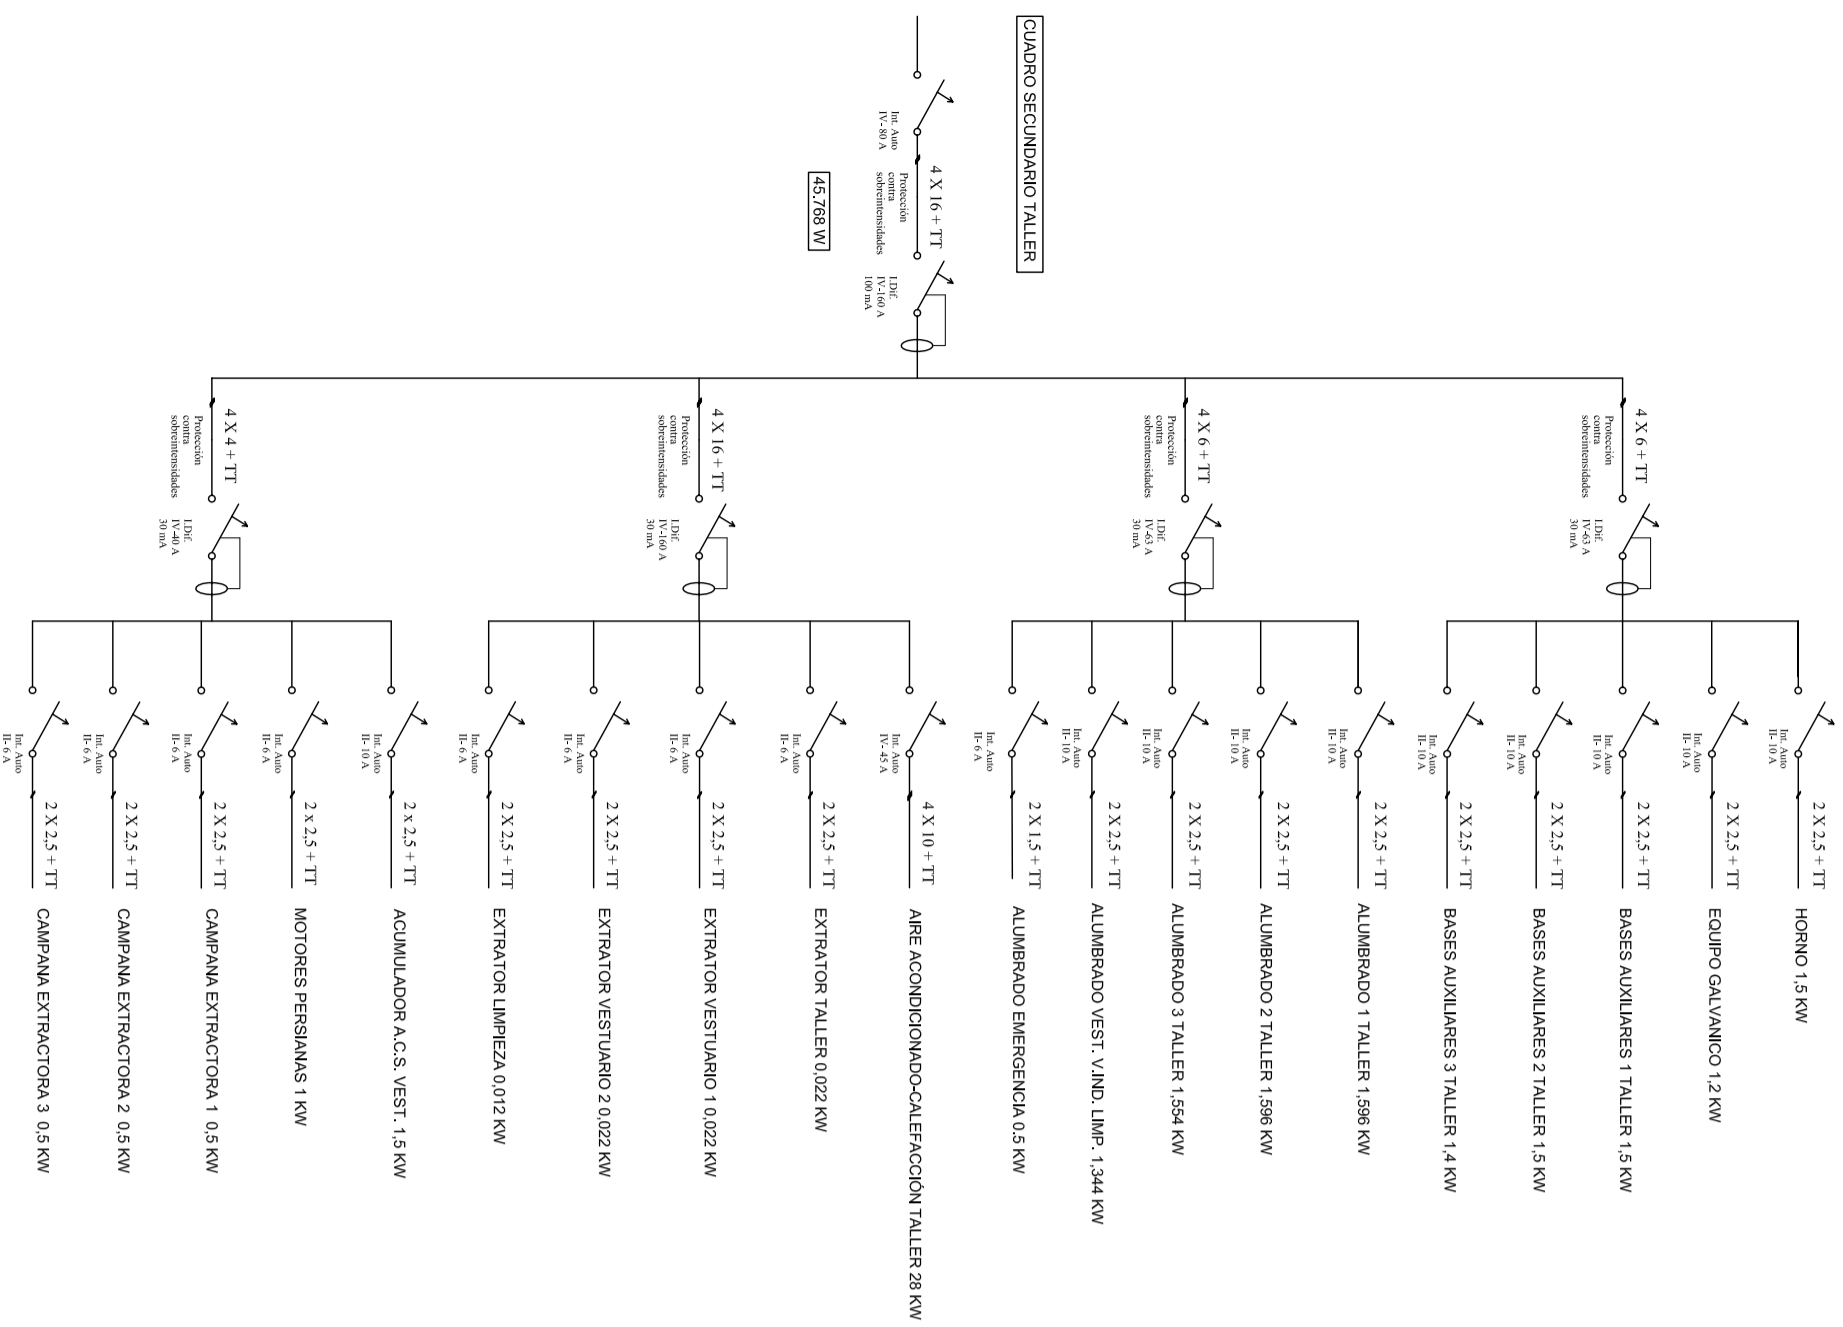 CUADRO SECUNDARIO TALLER
Int. Auto
IV- 80 A
4 X 16 + TT
Protección
contra
sobreintensidades
45.768 W
I.Dif.
IV-160 A
100 mA
4 X 6 + TT
Protección
contra
sobreintensidades
I.Dif.
IV-63 A
30 mA
Int. Auto
II- 10 A
2 X 2,5 + TT
HORNO 1,5 KW
Int. Auto
II- 10 A
2 X 2,5 + TT
EQUIPO GALVANICO 1,2 KW
Int. Auto
II- 10 A
2 X 2,5 + TT
BASES AUXILIARES 1 TALLER 1,5 KW
Int. Auto
II- 10 A
2 X 2,5 + TT
BASES AUXILIARES 2 TALLER 1,5 KW
Int. Auto
II- 10 A
2 X 2,5 + TT
BASES AUXILIARES 3 TALLER 1,4 KW
4 X 6 + TT
Protección
contra
sobreintensidades
I.Dif.
IV-63 A
30 mA
Int. Auto
II- 10 A
2 X 2,5 + TT
ALUMBRADO 1 TALLER 1,596 KW
Int. Auto
II- 10 A
2 X 2,5 + TT
ALUMBRADO 2 TALLER 1,596 KW
Int. Auto
II- 10 A
2 X 2,5 + TT
ALUMBRADO 3 TALLER 1,554 KW
Int. Auto
II- 10 A
2 X 2,5 + TT
ALUMBRADO VEST. V.IND. LIMP. 1,344 KW
Int. Auto
II- 6 A
2 X 1,5 + TT
ALUMBRADO EMERGENCIA 0.5 KW
4 X 16 + TT
Protección
contra
sobreintensidades
I.Dif.
IV-160 A
30 mA
Int. Auto
IV- 45 A
4 X 10 + TT
AIRE ACONDICIONADO-CALEFACCIÓN TALLER 28 KW
Int. Auto
II- 6 A
2 X 2,5 + TT
EXTRATOR TALLER 0,022 KW
Int. Auto
II- 6 A
2 X 2,5 + TT
EXTRATOR VESTUARIO 1 0,022 KW
Int. Auto
II- 6 A
2 X 2,5 + TT
EXTRATOR VESTUARIO 2 0,022 KW
Int. Auto
II- 6 A
2 X 2,5 + TT
EXTRATOR LIMPIEZA 0,012 KW
4 X 4 + TT
Protección
contra
sobreintensidades
I.Dif.
IV-40 A
30 mA
Int. Auto
II- 10 A
2 x 2,5 + TT
ACUMULADOR A.C.S. VEST. 1,5 KW
Int. Auto
II- 6 A
2 x 2,5 + TT
MOTORES PERSIANAS 1 KW
Int. Auto
II- 6 A
2 X 2,5 + TT
CAMPANA EXTRACTORA 1 0,5 KW
Int. Auto
II- 6 A
2 X 2,5 + TT
CAMPANA EXTRACTORA 2 0,5 KW
Int. Auto
II- 6 A
2 X 2,5 + TT
CAMPANA EXTRACTORA 3 0,5 KW